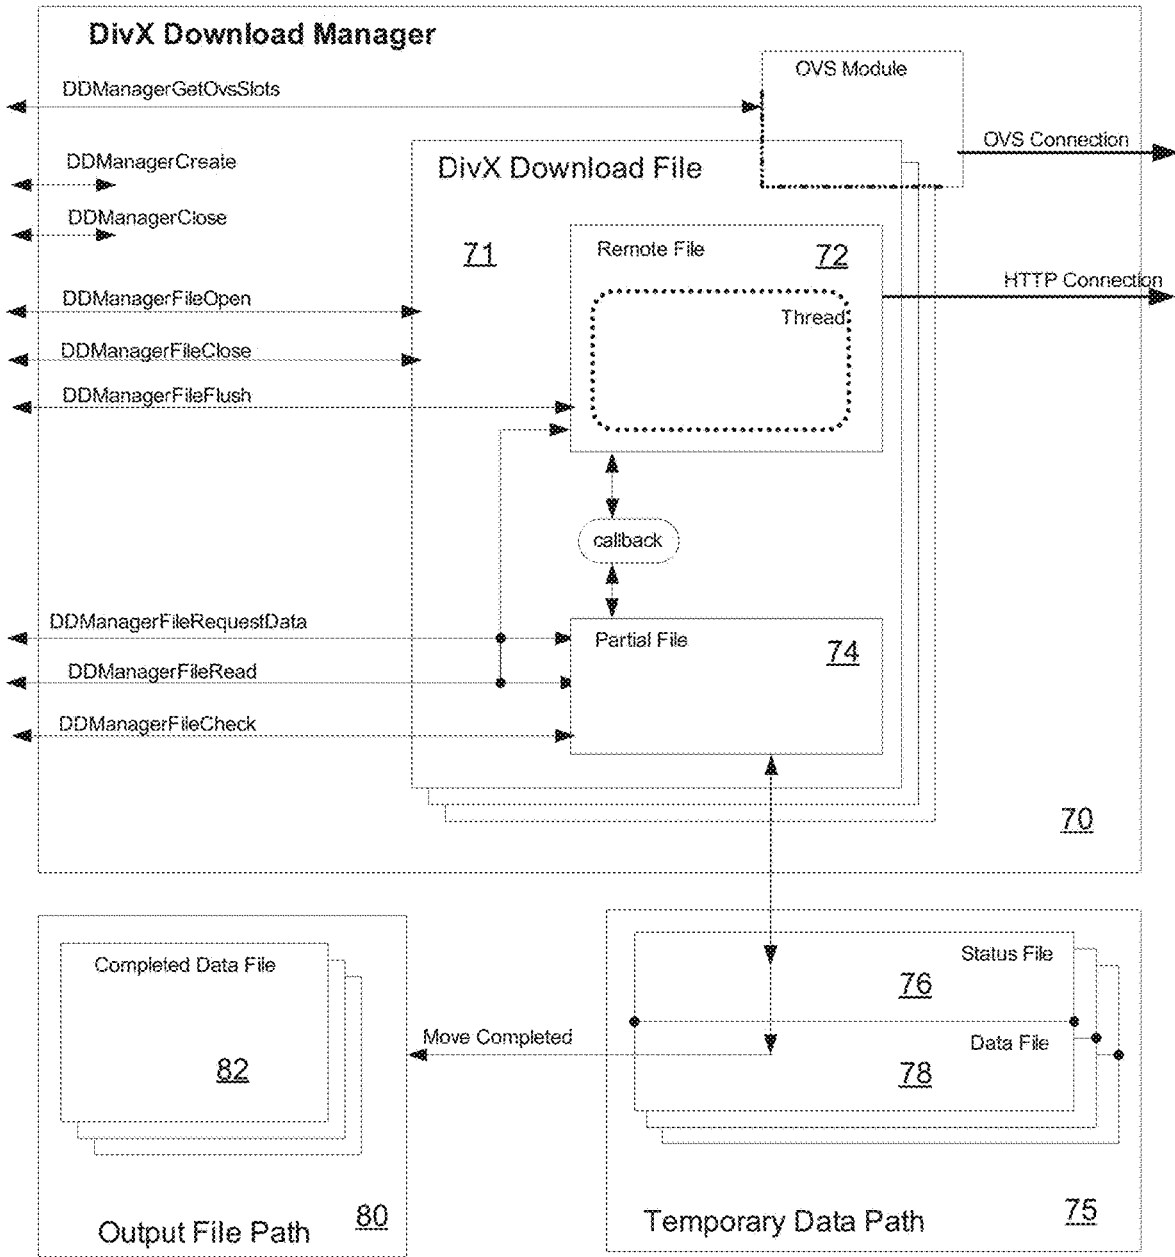 DivX Download Manager
OVS Module
DDManagerGetOvsSlots
OVS Connection
DDManagerCreate
DivX Download File
DDManagerClose
71
Remote File
72
HTTP Connection
DDManagerFileOpen
Thread
DDManagerFileClose
DDManagerFileFlush
callback
DDManagerFileRequestData
Partial File
74
DDManagerFileRead
DDManagerFileCheck
70
Completed Data File
Status File
76
Move Completed
Data File
82
78
Output File Path
80
Temporary Data Path
75